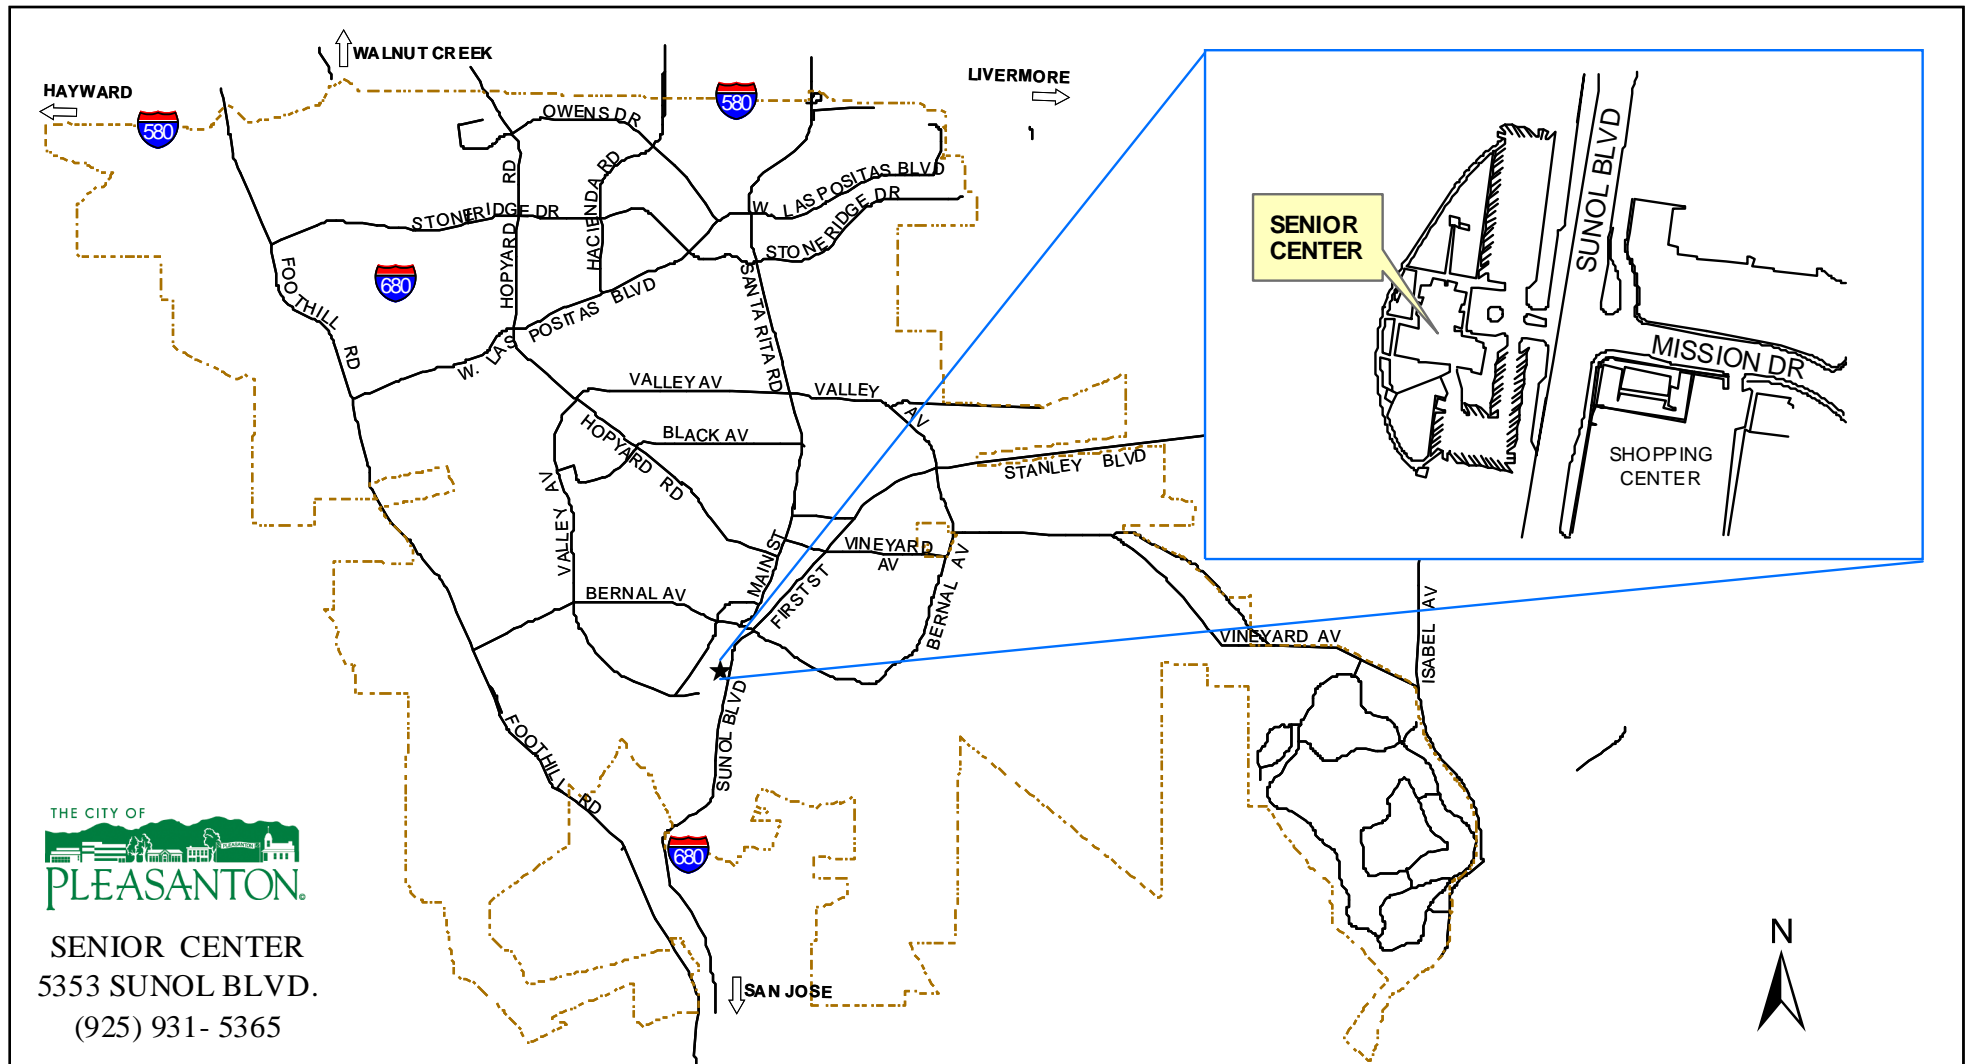 WALNUT CREEK
HAYWARD
LIVERMORE
580
580
OWENS DR
HOPYARD RD
HACIENDA RD
W. LAS POSITAS BLVD
STONERIDGE DR
STONERIDGE DR
680
FOOTHILL RD
SANTA RITA RD
W. LAS POSITAS BLVD
VALLEY AV
VALLEY AV
HOPYARD RD
BLACK AV
STANLEY BLVD
VALLEY AV
MAIN ST
VINEYARD
AV
FIRST ST
BERNAL AV
BERNAL AV
VINEYARD AV
ISABEL AV
SUNOL BLVD
FOOTHILL RD
680
SAN JOSE
SENIOR
CENTER
SUNOL BLVD
MISSION DR
SHOPPING
CENTER
N
THE CITY OF
PLEASANTON
PLEASANTON
SENIOR CENTER
5353 SUNOL BLVD.
(925) 931- 5365